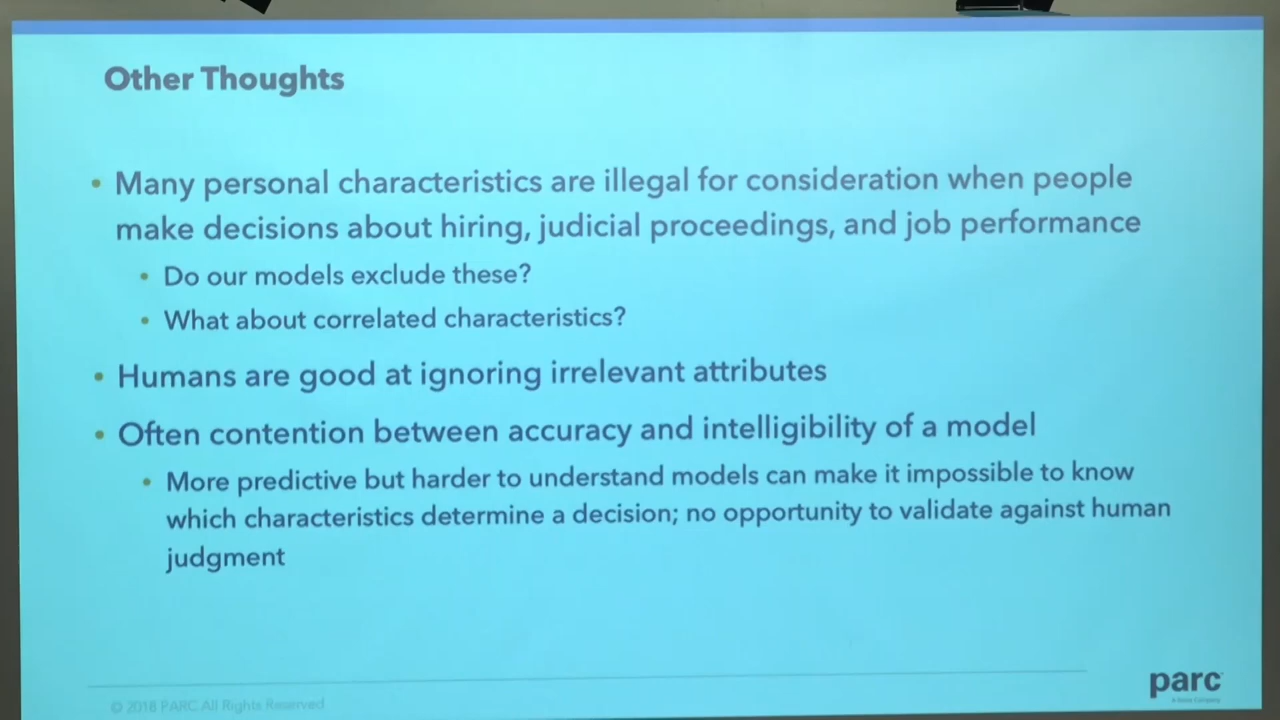 Other Thoughts
• Many personal characteristics are illegal for consideration when people
make decisions about hiring, judicial proceedings, and job performance
• Do our models exclude these?
• What about correlated characteristics?
• Humans are good at ignoring irrelevant attributes
• Often contention between accuracy and intelligibility of a model
• More predictive but harder to understand models can make it impossible to know
which characteristics determine a decision; no opportunity to validate against human
judgment
© 2018 PARC All Rights Reserved
parc
A Xerox Company